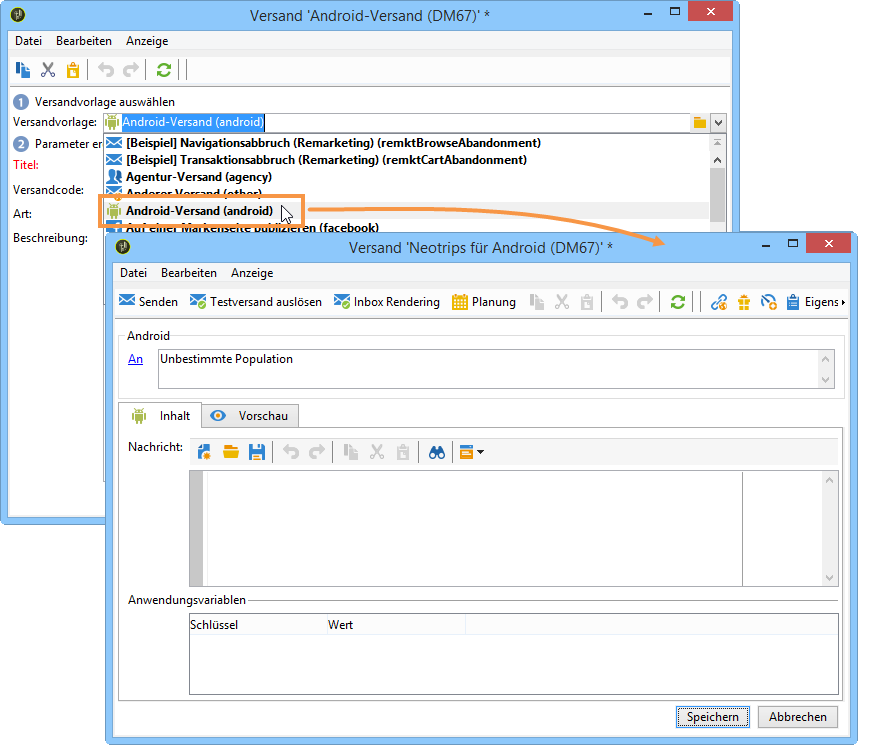 Versand 'Android-Versand (DM67)' *
Datei Bearbeiten Anzeige
1 Versandvorlage auswählen
Versandvorlage: Android-Versand (android)
[Beispiel] Navigationsabbruch (Remarketing) (remktBrowseAbandonment)
2 Parameter er
[Beispiel] Transaktionsabbruch (Remarketing) (remktCartAbandonment)
Titel:
Agentur-Versand (agency)
Versandcode:
Anderer Versand (other)
Art:
Android-Versand (android)
Auf einer Markenseite publizieren (facebook)
Beschreibung:
Versand 'Neotrips für Android (DM67)' *
Datei Bearbeiten Anzeige
Senden Testversand auslösen Inbox Rendering Planung Eigens
Android
An Unbestimmte Population
Inhalt Vorschau
Nachricht:
Anwendungsvariablen
Schlüssel Wert
Speichern Abbrechen